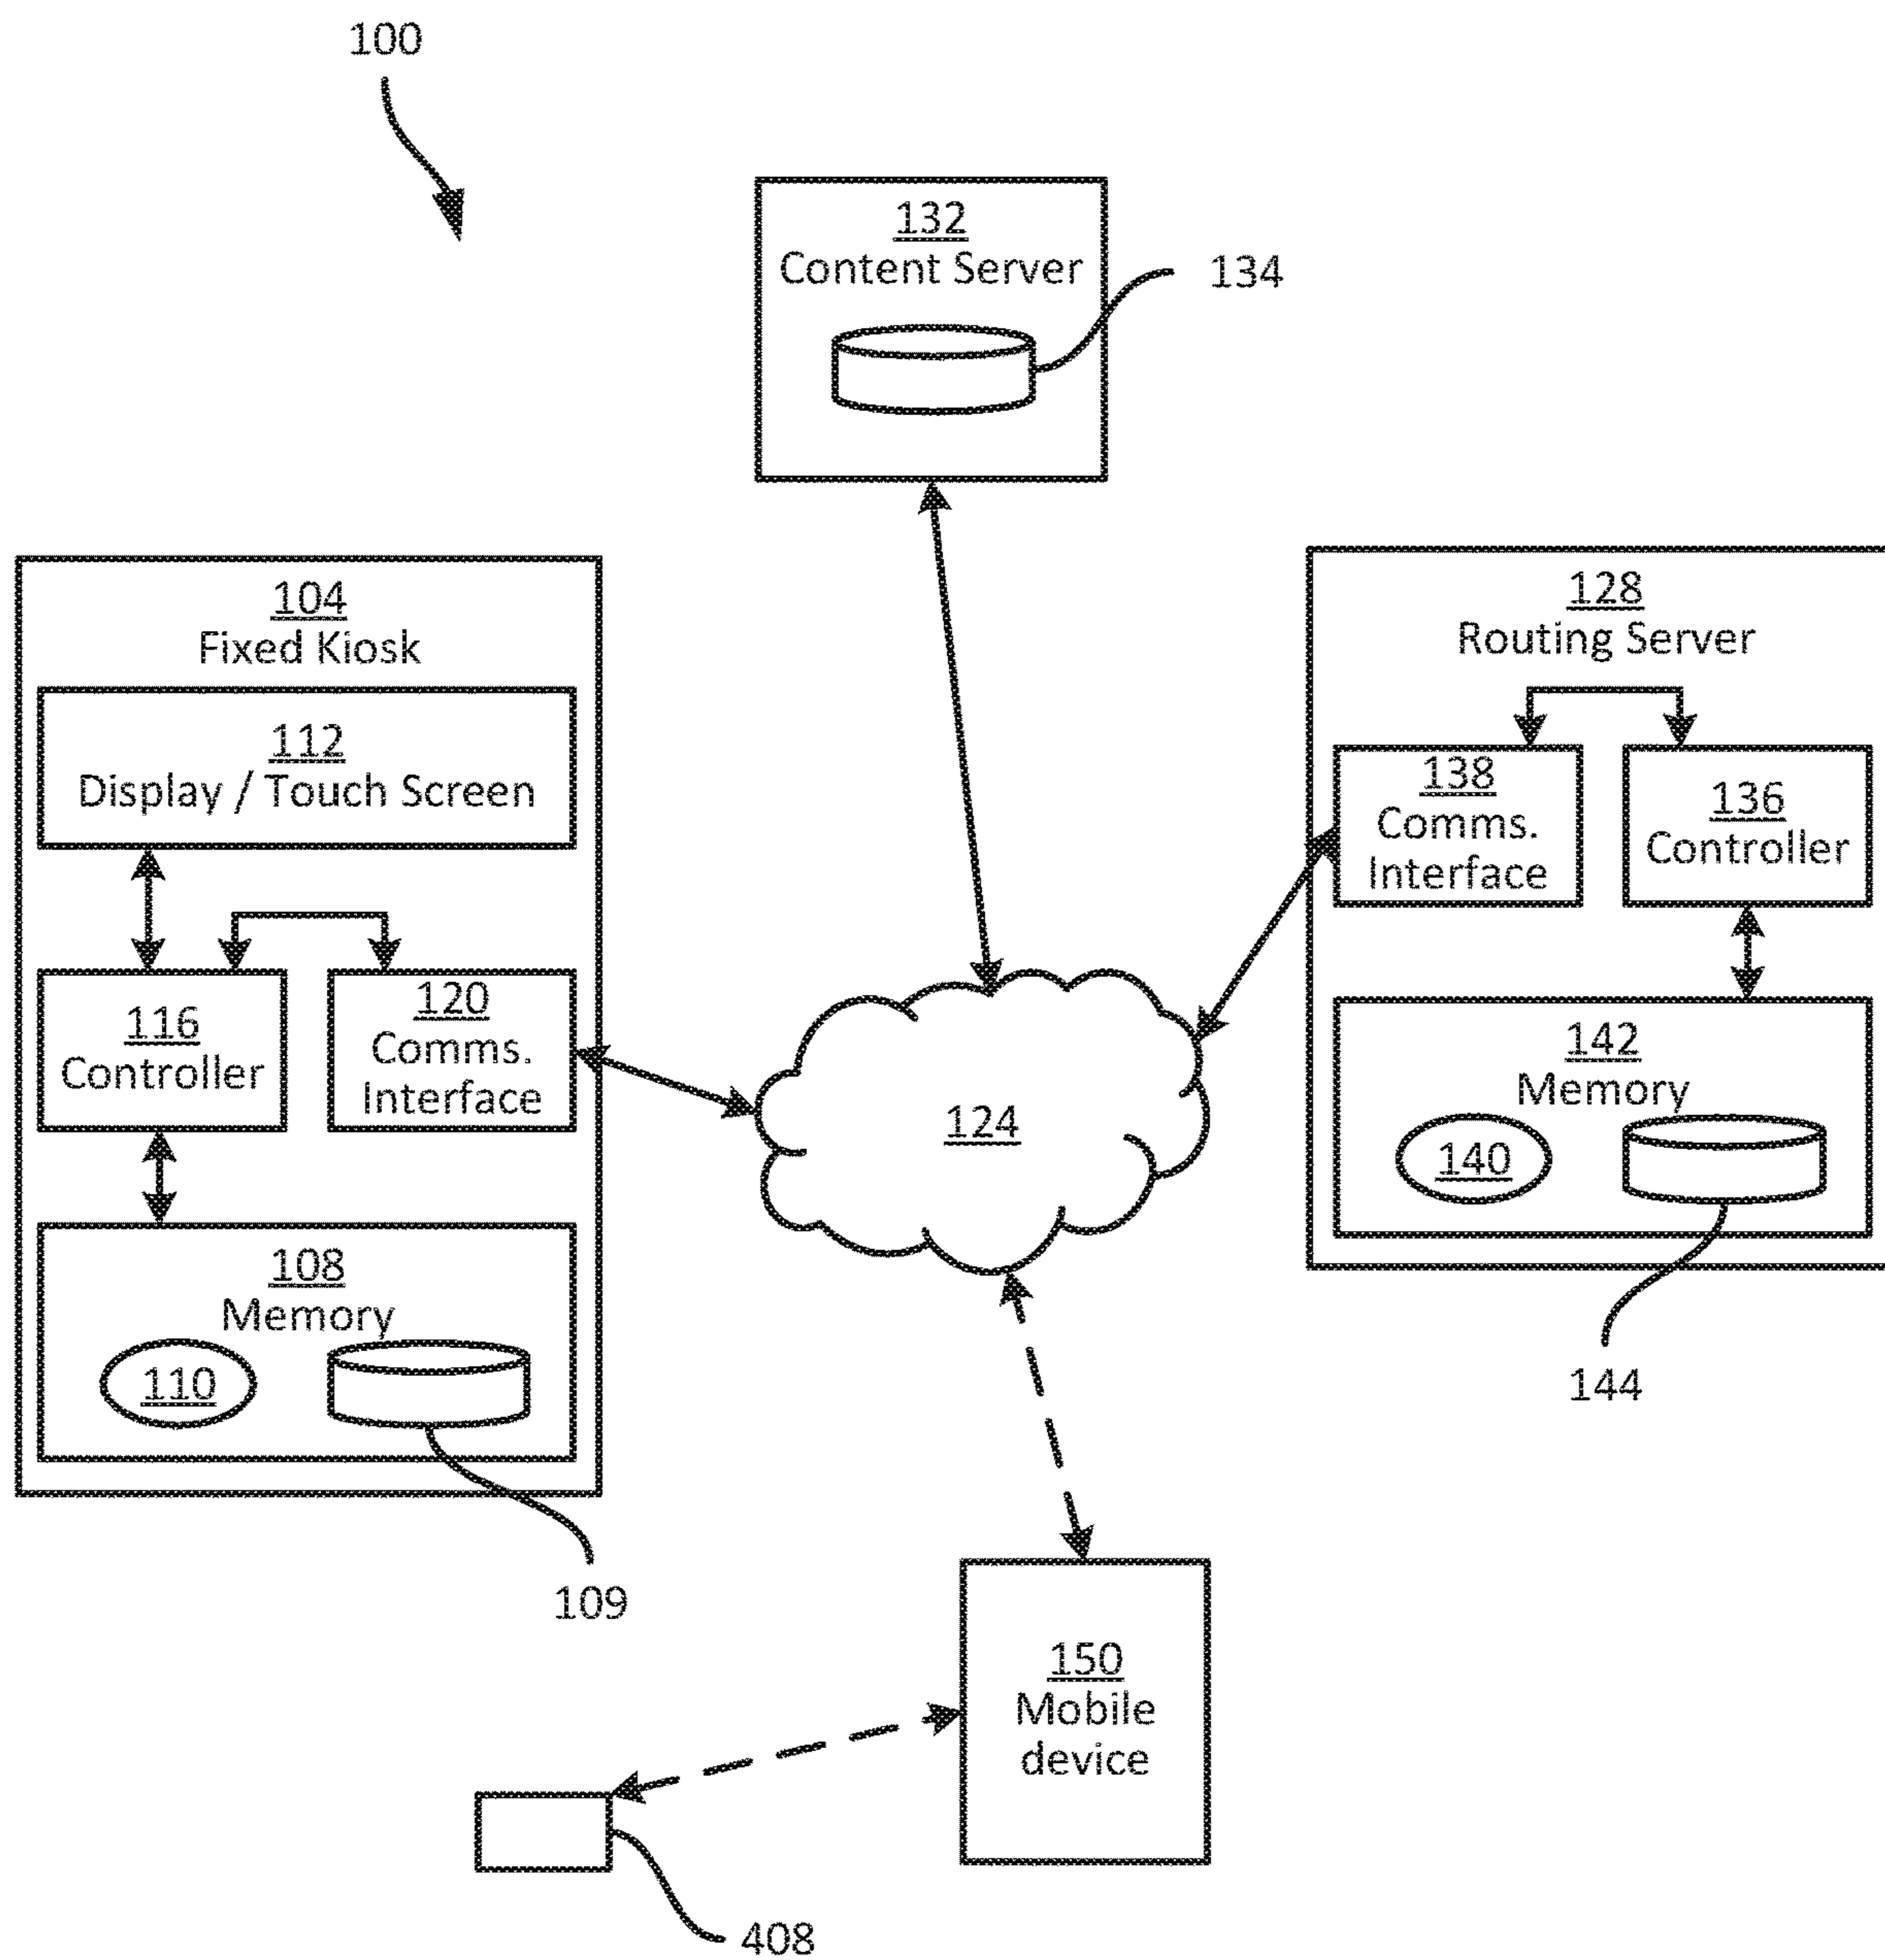 100
132
Content Server
134
104
Fixed Kiosk
112
Display / Touch Screen
116
Controller
120
Comms.
Interface
108
Memory
110
109
124
128
Routing Server
138
Comms.
Interface
136
Controller
142
Memory
140
144
150
Mobile
device
408